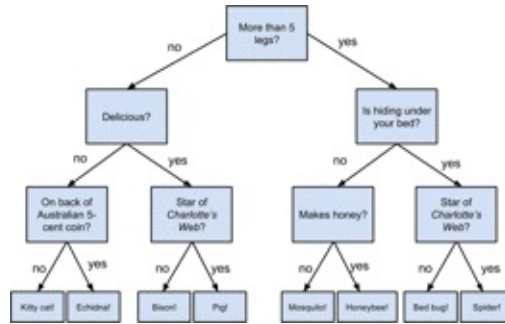 More than 5
legs?
no
yes
Delicious?
Is hiding under
your bed?
no
yes
no
yes
On back of
Australian 5-
cent coin?
Star of
Charlotte's
Web?
Makes honey?
Star of
Charlotte's
Web?
no
yes
no
yes
no
yes
no
yes
Kitty cat!
Echidna!
Bison!
Pig!
Mosquito!
Honeybee!
Bed bug!
Spider!